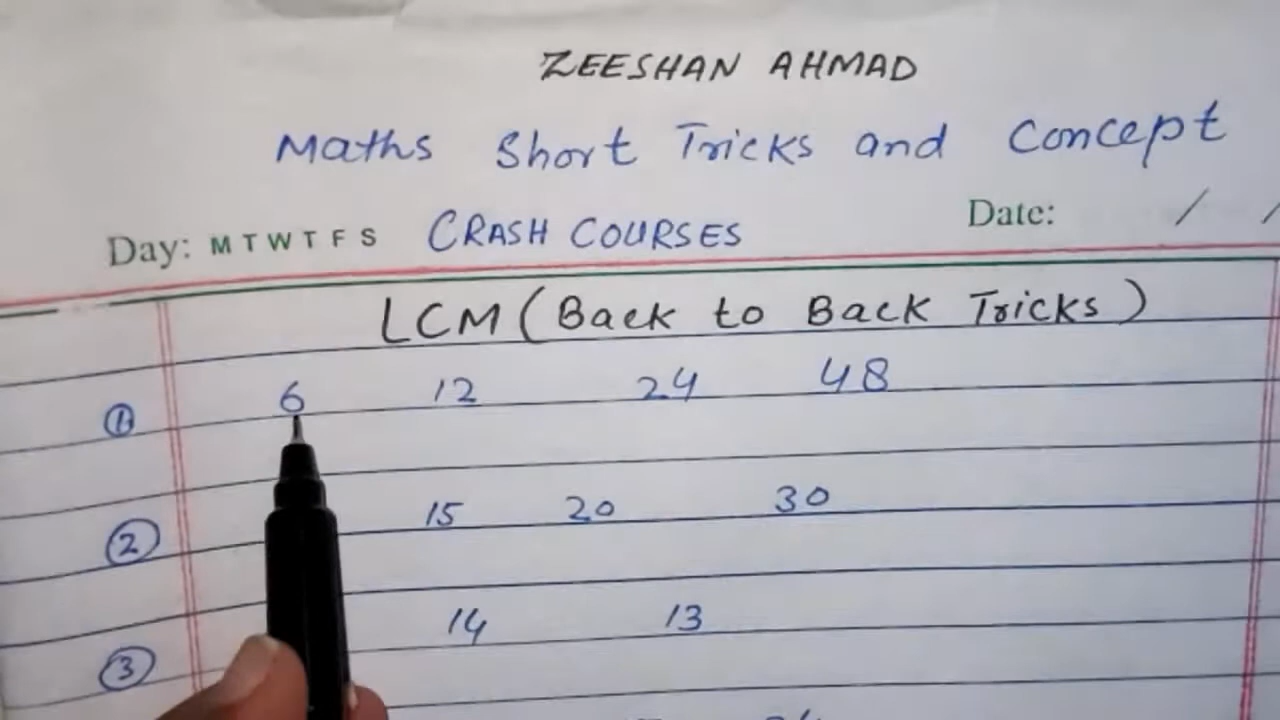 ZEESHAN AHMAD
Maths Short Tricks and Concept
Day: M T W T F S CRASH COURSES Date: / /
LCM (Back to Back Tricks)
① 6 12 24 48
② 15 20 30
③ 14 13